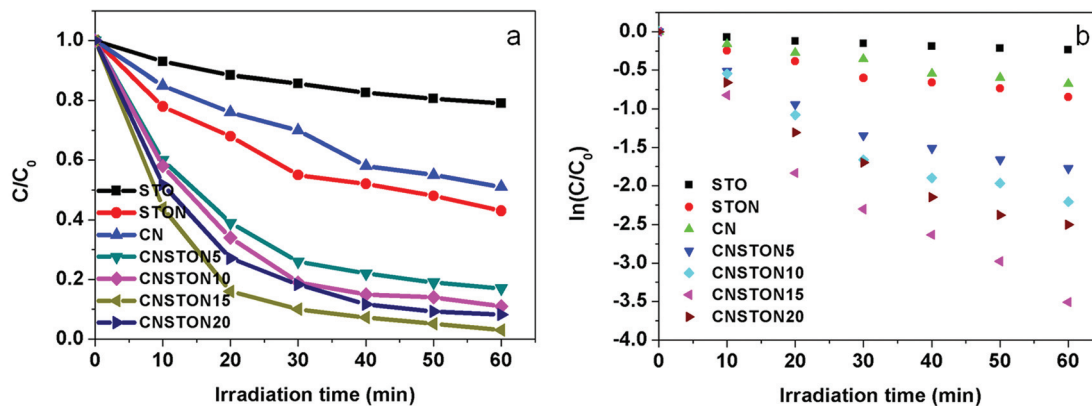 a
1.0
0.8
0.6
0.4
0.2
0.0
C/C0
STO
STON
CN
CNSTON5
CNSTON10
CNSTON15
CNSTON20
0 10 20 30 40 50 60
Irradiation time (min)
b
0.0
-0.5
-1.0
-1.5
-2.0
-2.5
-3.0
-3.5
-4.0
ln(C/C0)
STO
STON
CN
CNSTON5
CNSTON10
CNSTON15
CNSTON20
0 10 20 30 40 50 60
Irradiation time (min)